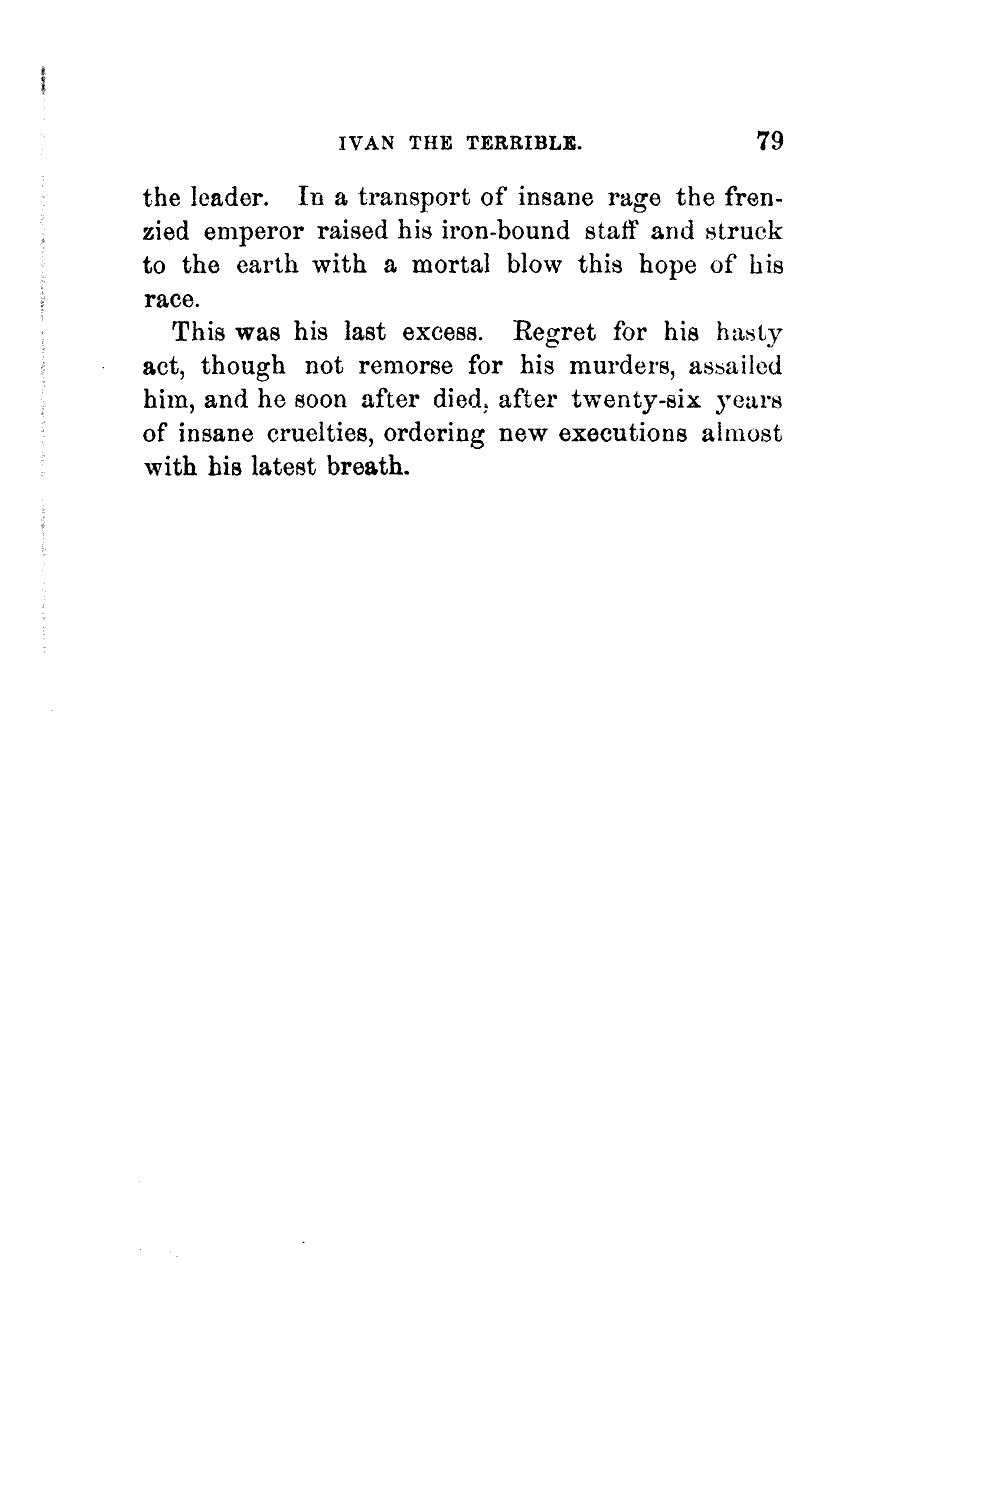 IVAN THE TERRIBLE. 79
the leader. In a transport of insane rage the fren-
zied emperor raised his iron-bound staff and struck
to the earth with a mortal blow this hope of his
race.
This was his last excess. Regret for his hasty
act, though not remorse for his murders, assailed
him, and he soon after died, after twenty-six years
of insane cruelties, ordering new executions almost
with his latest breath.